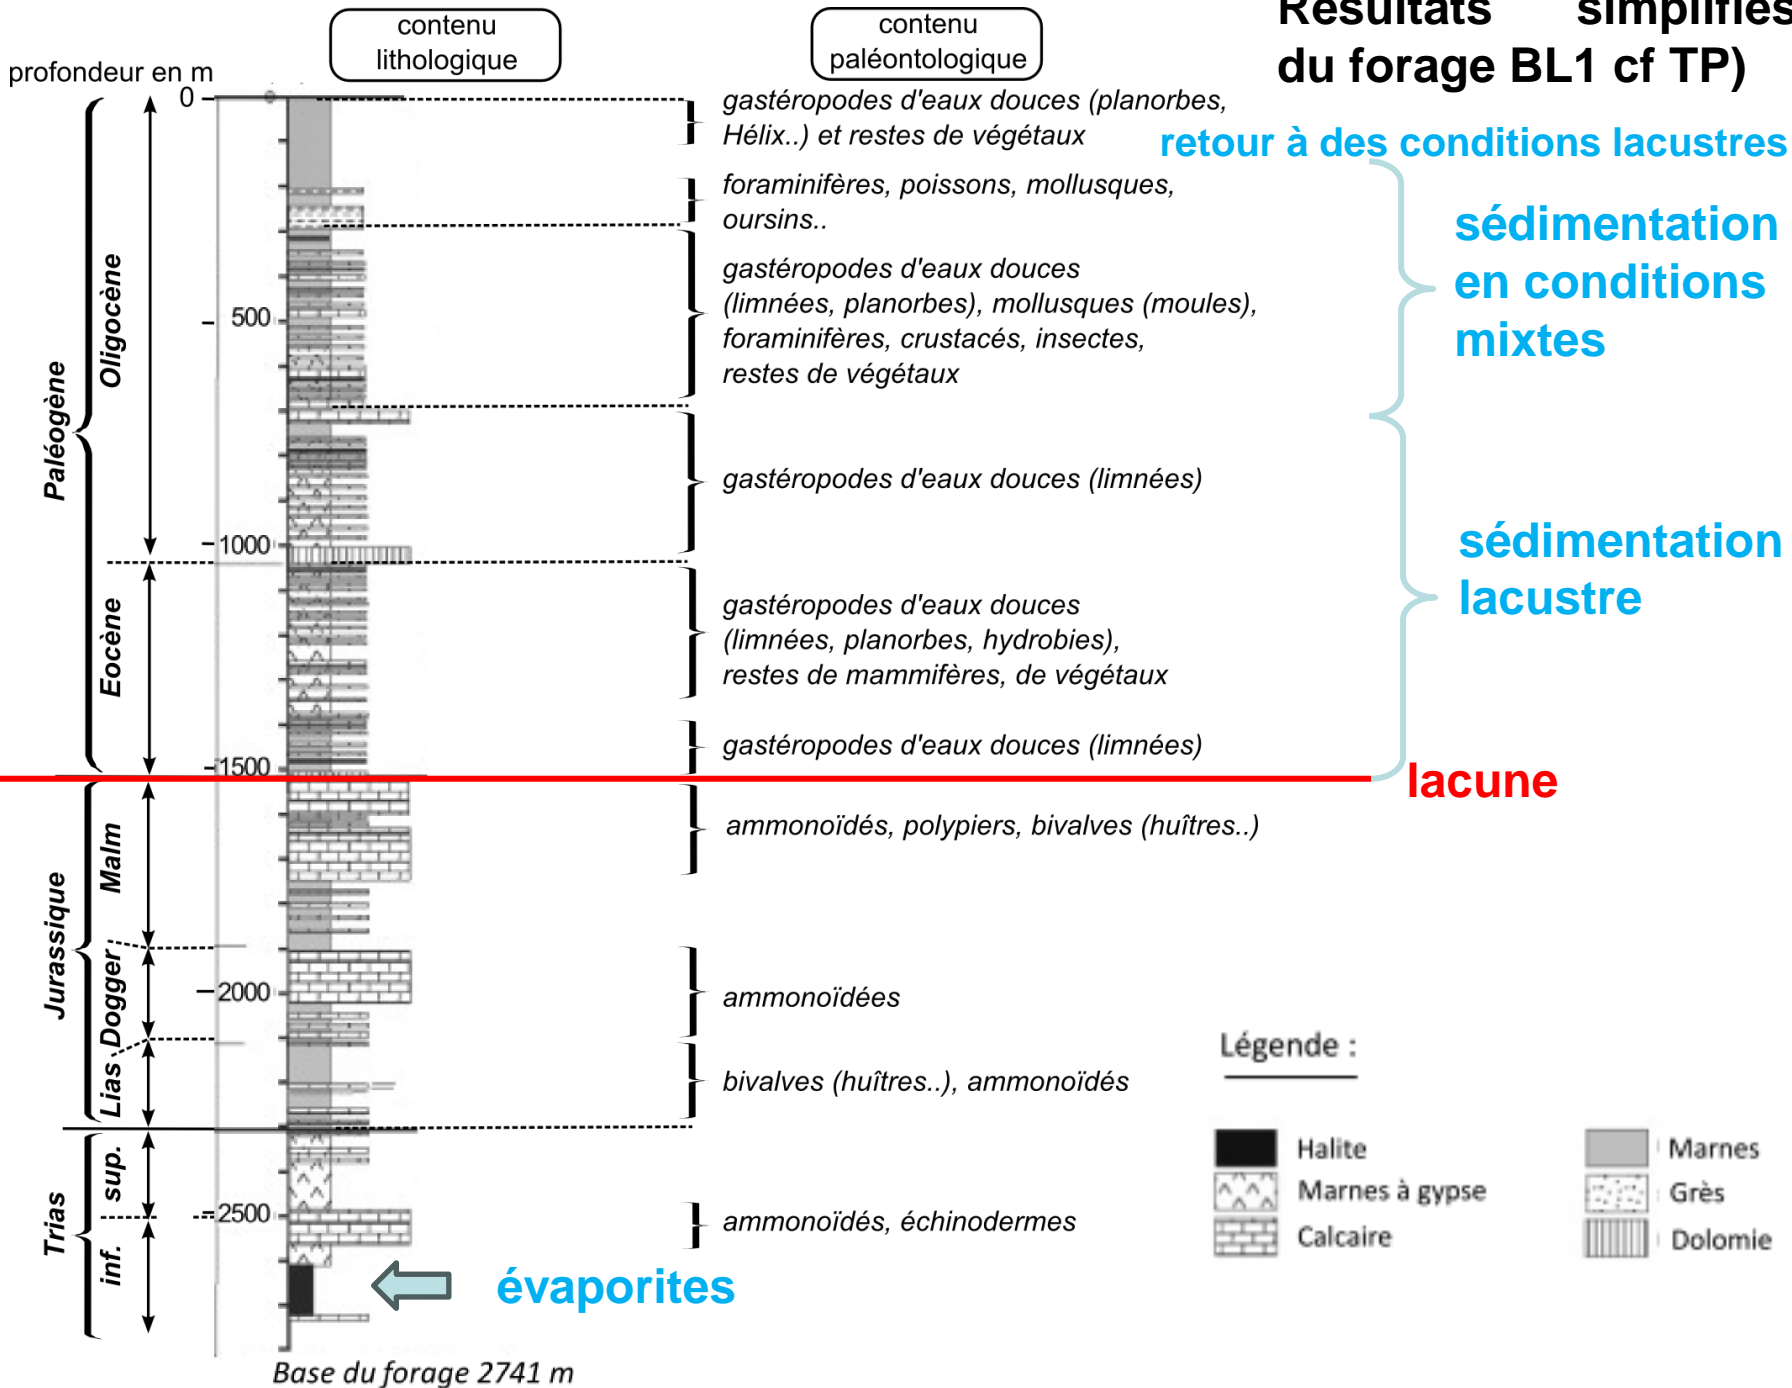 Résultats simplifiés
du forage BL1 cf TP)
contenu
lithologique
contenu
paléontologique
profondeur en m
0
500
1000
1500
2000
2500
Paléogène
Oligocène
Eocène
Jurassique
Malm
Dogger
Lias
Trias
sup.
inf.
gastéropodes d'eaux douces (planorbes,
Hélix..) et restes de végétaux
foraminifères, poissons, mollusques,
oursins..
gastéropodes d'eaux douces
(limnées, planorbes), mollusques (moules),
foraminifères, crustacés, insectes,
restes de végétaux
gastéropodes d'eaux douces (limnées)
gastéropodes d'eaux douces
(limnées, planorbes, hydrobies),
restes de mammifères, de végétaux
gastéropodes d'eaux douces (limnées)
ammonoïdés, polypiers, bivalves (huîtres..)
ammonoïdées
bivalves (huîtres..), ammonoïdés
ammonoïdés, échinodermes
retour à des conditions lacustres
sédimentation
en conditions
mixtes
sédimentation
lacustre
lacune
évaporites
Légende :
Halite
Marnes à gypse
Calcaire
Marnes
Grès
Dolomie
Base du forage 2741 m